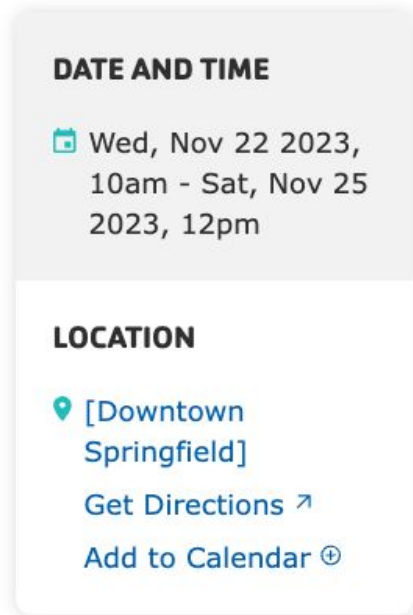 DATE AND TIME
Wed, Nov 22 2023,
10am - Sat, Nov 25
2023, 12pm
LOCATION
[Downtown
Springfield]
Get Directions ↗
Add to Calendar ⊕